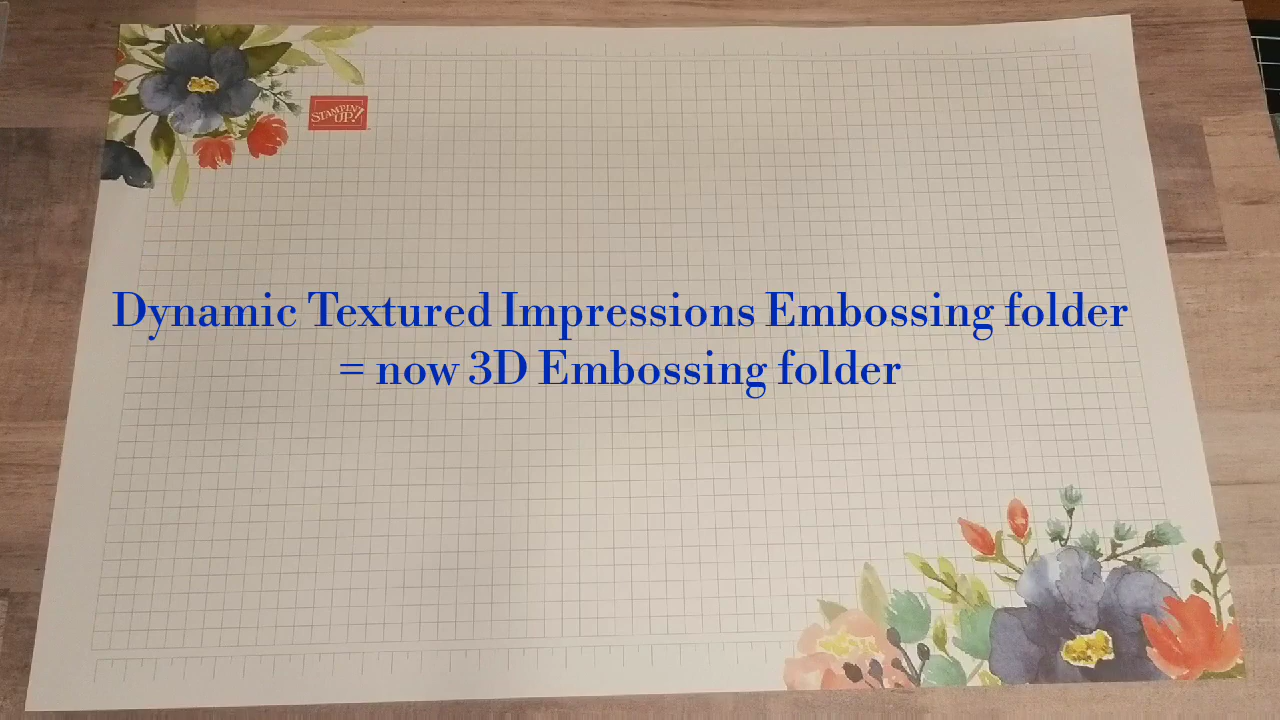 STAMPIN'
UP!
Dynamic Textured Impressions Embossing folder
= now 3D Embossing folder